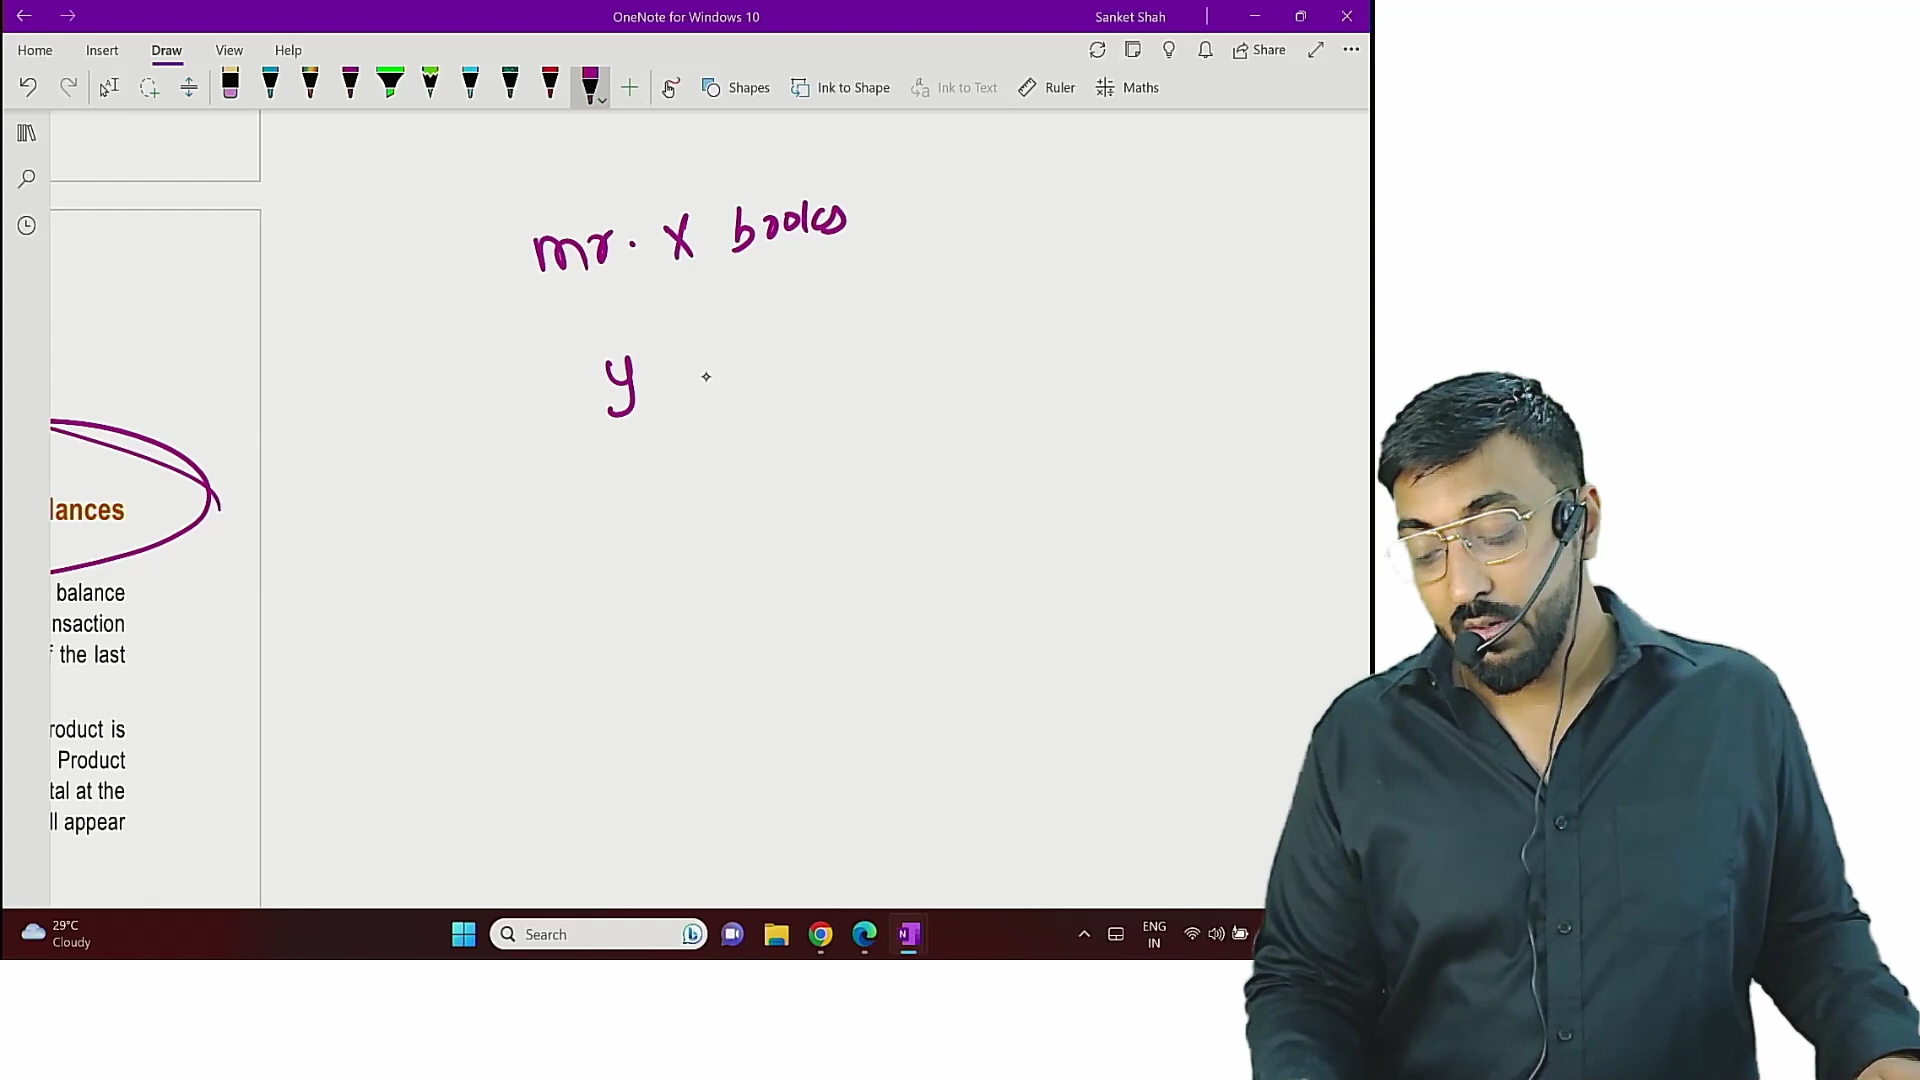 OneNote for Windows 10
Sanket Shah
Home Insert Draw View Help
Share
Shapes Ink to Shape Ink to Text Ruler Maths
mr. X books
y
lances
balance
nsaction
f the last
roduct is
Product
tal at the
ll appear
29°C
Cloudy
Search
ENG
IN